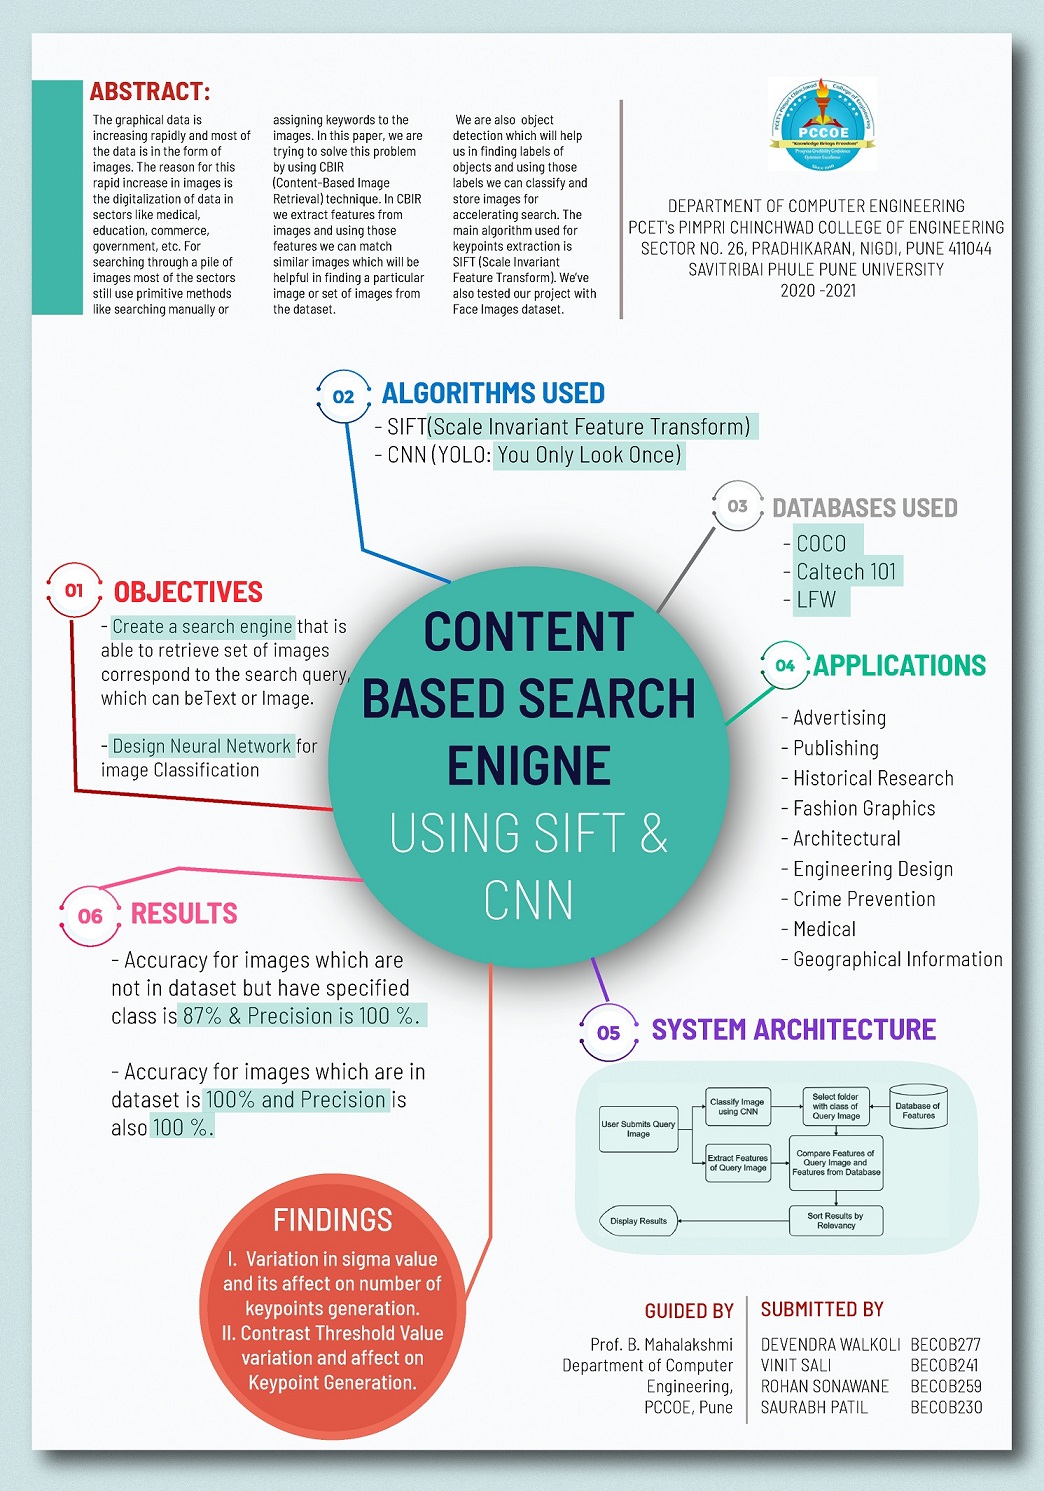 ABSTRACT:
The graphical data is
increasing rapidly and most of
the data is in the form of
images. The reason for this
rapid increase in images is
the digitalization of data in
sectors like medical,
education, commerce,
government, etc. For
searching through a pile of
images most of the sectors
still use primitive methods
like searching manually or
assigning keywords to the
images. In this paper, we are
trying to solve this problem
by using CBIR
(Content-Based Image
Retrieval) technique. In CBIR
we extract features from
images and using those
features we can match
similar images which will be
helpful in finding a particular
image or set of images from
the dataset.
We are also object
detection which will help
us in finding labels of
objects and using those
labels we can classify and
store images for
accelerating search. The
main algorithm used for
keypoints extraction is
SIFT (Scale Invariant
Feature Transform). We've
also tested our project with
Face Images dataset.
PCET's Pimpri Chinchwad College of Engineering
PCCOE
"Knowledge Brings Freedom"
DEPARTMENT OF COMPUTER ENGINEERING
PCET's PIMPRI CHINCHWAD COLLEGE OF ENGINEERING
SECTOR NO. 26, PRADHIKARAN, NIGDI, PUNE 411044
SAVITRIBAI PHULE PUNE UNIVERSITY
2020 -2021
02 ALGORITHMS USED
- SIFT(Scale Invariant Feature Transform)
- CNN (YOLO: You Only Look Once)
03 DATABASES USED
- COCO
- Caltech 101
- LFW
01 OBJECTIVES
- Create a search engine that is
able to retrieve set of images
correspond to the search query,
which can beText or Image.
- Design Neural Network for
image Classification
CONTENT
BASED SEARCH
ENIGNE
USING SIFT &
CNN
04 APPLICATIONS
- Advertising
- Publishing
- Historical Research
- Fashion Graphics
- Architectural
- Engineering Design
- Crime Prevention
- Medical
- Geographical Information
06 RESULTS
- Accuracy for images which are
not in dataset but have specified
class is 87% & Precision is 100 %.
- Accuracy for images which are in
dataset is 100% and Precision is
also 100 %.
05 SYSTEM ARCHITECTURE
User Submits Query
Image
Classify Image
using CNN
Select folder
with class of
Query Image
Database of
Features
Extract Features
of Query Image
Compare Features of
Query Image and
Features from Database
Display Results
Sort Results by
Relevancy
FINDINGS
I. Variation in sigma value
and its affect on number of
keypoints generation.
II. Contrast Threshold Value
variation and affect on
Keypoint Generation.
GUIDED BY
Prof. B. Mahalakshmi
Department of Computer
Engineering,
PCCOE, Pune
SUBMITTED BY
DEVENDRA WALKOLI BECOB277
VINIT SALI BECOB241
ROHAN SONAWANE BECOB259
SAURABH PATIL BECOB230